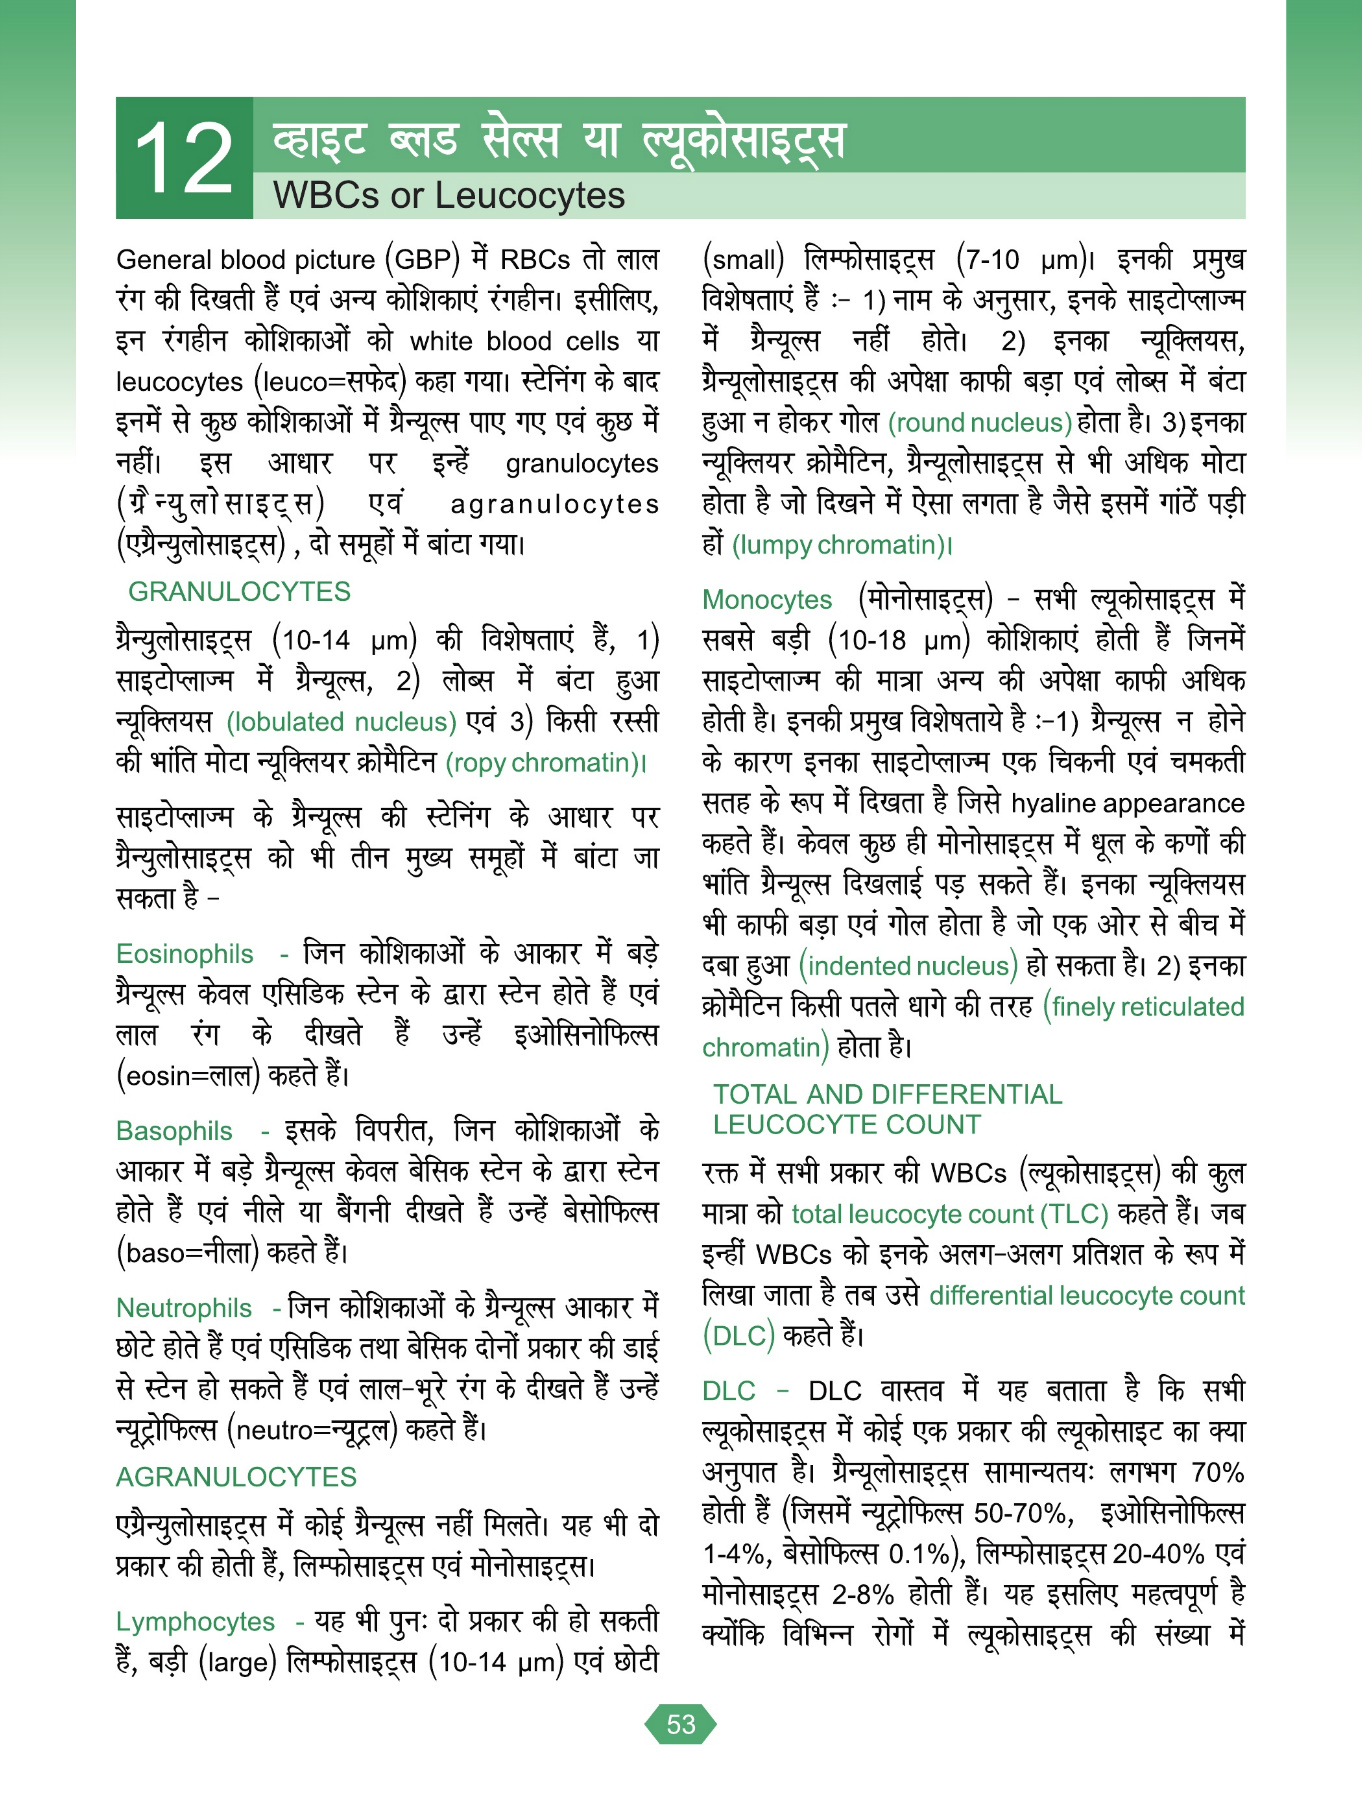 12
व्हाइट ब्लड सेल्स या ल्यूकोसाइट्स
WBCs or Leucocytes
General blood picture (GBP) में RBCs तो लाल
रंग की दिखती हैं एवं अन्य कोशिकाएं रंगहीन। इसीलिए,
इन रंगहीन कोशिकाओं को white blood cells या
leucocytes (leuco=सफेद) कहा गया। स्टेनिंग के बाद
इनमें से कुछ कोशिकाओं में ग्रैन्यूल्स पाए गए एवं कुछ में
नहीं। इस आधार पर इन्हें granulocytes
(ग्रैन्युलोसाइट्स) एवं agranulocytes
(एग्रैन्युलोसाइट्स) , दो समूहों में बांटा गया।
GRANULOCYTES
ग्रैन्युलोसाइट्स (10-14 µm) की विशेषताएं हैं, 1)
साइटोप्लाज्म में ग्रैन्यूल्स, 2) लोब्स में बंटा हुआ
न्यूक्लियस (lobulated nucleus) एवं 3) किसी रस्सी
की भांति मोटा न्यूक्लियर क्रोमैटिन (ropy chromatin)।
साइटोप्लाज्म के ग्रैन्यूल्स की स्टेनिंग के आधार पर
ग्रैन्युलोसाइट्स को भी तीन मुख्य समूहों में बांटा जा
सकता है –
Eosinophils - जिन कोशिकाओं के आकार में बड़े
ग्रैन्यूल्स केवल एसिडिक स्टेन के द्वारा स्टेन होते हैं एवं
लाल रंग के दीखते हैं उन्हें इओसिनोफिल्स
(eosin=लाल) कहते हैं।
Basophils - इसके विपरीत, जिन कोशिकाओं के
आकार में बड़े ग्रैन्यूल्स केवल बेसिक स्टेन के द्वारा स्टेन
होते हैं एवं नीले या बैंगनी दीखते हैं उन्हें बेसोफिल्स
(baso=नीला) कहते हैं।
Neutrophils - जिन कोशिकाओं के ग्रैन्यूल्स आकार में
छोटे होते हैं एवं एसिडिक तथा बेसिक दोनों प्रकार की डाई
से स्टेन हो सकते हैं एवं लाल-भूरे रंग के दीखते हैं उन्हें
न्यूट्रोफिल्स (neutro=न्यूट्रल) कहते हैं।
AGRANULOCYTES
एग्रैन्युलोसाइट्स में कोई ग्रैन्यूल्स नहीं मिलते। यह भी दो
प्रकार की होती हैं, लिम्फोसाइट्स एवं मोनोसाइट्स।
Lymphocytes - यह भी पुनः दो प्रकार की हो सकती
हैं, बड़ी (large) लिम्फोसाइट्स (10-14 µm) एवं छोटी
(small) लिम्फोसाइट्स (7-10 µm)। इनकी प्रमुख
विशेषताएं हैं :– 1) नाम के अनुसार, इनके साइटोप्लाज्म
में ग्रैन्यूल्स नहीं होते। 2) इनका न्यूक्लियस,
ग्रैन्यूलोसाइट्स की अपेक्षा काफी बड़ा एवं लोब्स में बंटा
हुआ न होकर गोल (round nucleus) होता है। 3) इनका
न्यूक्लियर क्रोमैटिन, ग्रैन्यूलोसाइट्स से भी अधिक मोटा
होता है जो दिखने में ऐसा लगता है जैसे इसमें गांठें पड़ी
हों (lumpy chromatin)।
Monocytes (मोनोसाइट्स) – सभी ल्यूकोसाइट्स में
सबसे बड़ी (10-18 µm) कोशिकाएं होती हैं जिनमें
साइटोप्लाज्म की मात्रा अन्य की अपेक्षा काफी अधिक
होती है। इनकी प्रमुख विशेषताये है :–1) ग्रैन्यूल्स न होने
के कारण इनका साइटोप्लाज्म एक चिकनी एवं चमकती
सतह के रूप में दिखता है जिसे hyaline appearance
कहते हैं। केवल कुछ ही मोनोसाइट्स में धूल के कणों की
भांति ग्रैन्यूल्स दिखलाई पड़ सकते हैं। इनका न्यूक्लियस
भी काफी बड़ा एवं गोल होता है जो एक ओर से बीच में
दबा हुआ (indented nucleus) हो सकता है। 2) इनका
क्रोमैटिन किसी पतले धागे की तरह (finely reticulated
chromatin) होता है।
TOTAL AND DIFFERENTIAL
LEUCOCYTE COUNT
रक्त में सभी प्रकार की WBCs (ल्यूकोसाइट्स) की कुल
मात्रा को total leucocyte count (TLC) कहते हैं। जब
इन्हीं WBCs को इनके अलग-अलग प्रतिशत के रूप में
लिखा जाता है तब उसे differential leucocyte count
(DLC) कहते हैं।
DLC – DLC वास्तव में यह बताता है कि सभी
ल्यूकोसाइट्स में कोई एक प्रकार की ल्यूकोसाइट का क्या
अनुपात है। ग्रैन्यूलोसाइट्स सामान्यतयः लगभग 70%
होती हैं (जिसमें न्यूट्रोफिल्स 50-70%, इओसिनोफिल्स
1-4%, बेसोफिल्स 0.1%), लिम्फोसाइट्स 20-40% एवं
मोनोसाइट्स 2-8% होती हैं। यह इसलिए महत्वपूर्ण है
क्योंकि विभिन्न रोगों में ल्यूकोसाइट्स की संख्या में
53